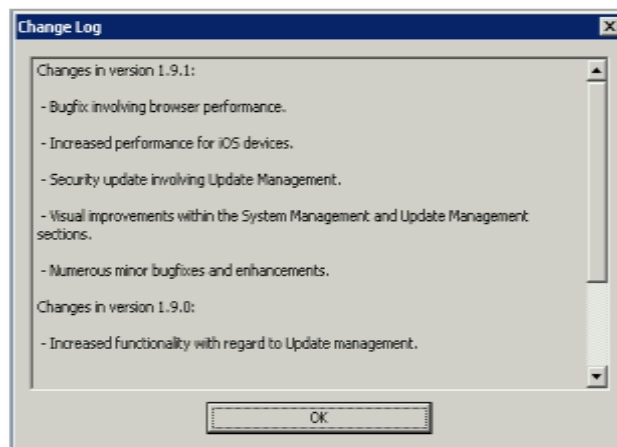 Change Log
Changes in version 1.9.1:
- Bugfix involving browser performance.
- Increased performance for iOS devices.
- Security update involving Update Management.
- Visual improvements within the System Management and Update Management
sections.
- Numerous minor bugfixes and enhancements.
Changes in version 1.9.0:
- Increased functionality with regard to Update management.
OK